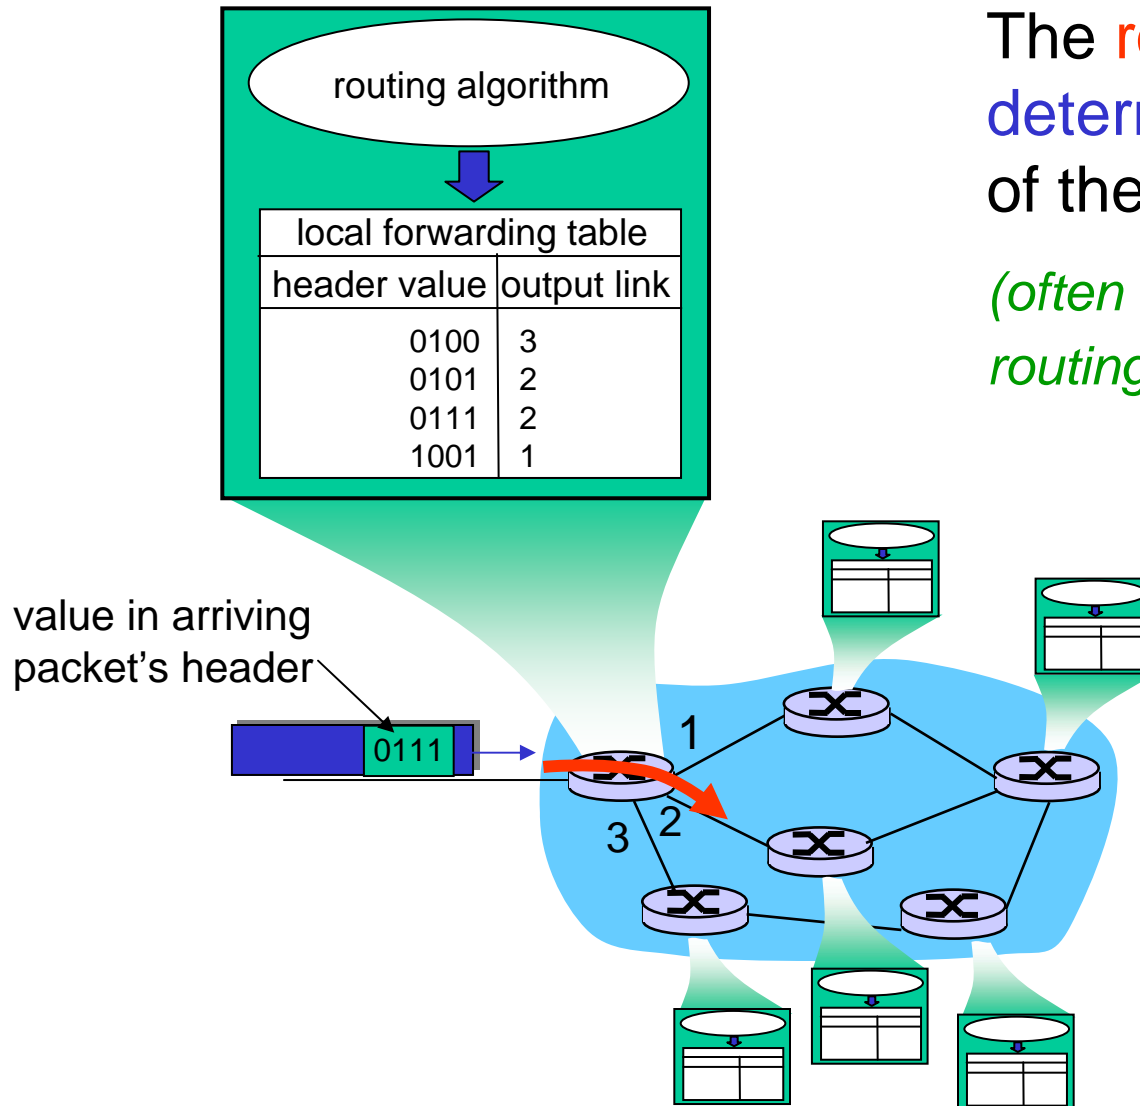 routing algorithm
local forwarding table
header value output link
0100 3
0101 2
0111 2
1001 1
The
of the
(often
value in arriving
packet's header
0111
1
2
3